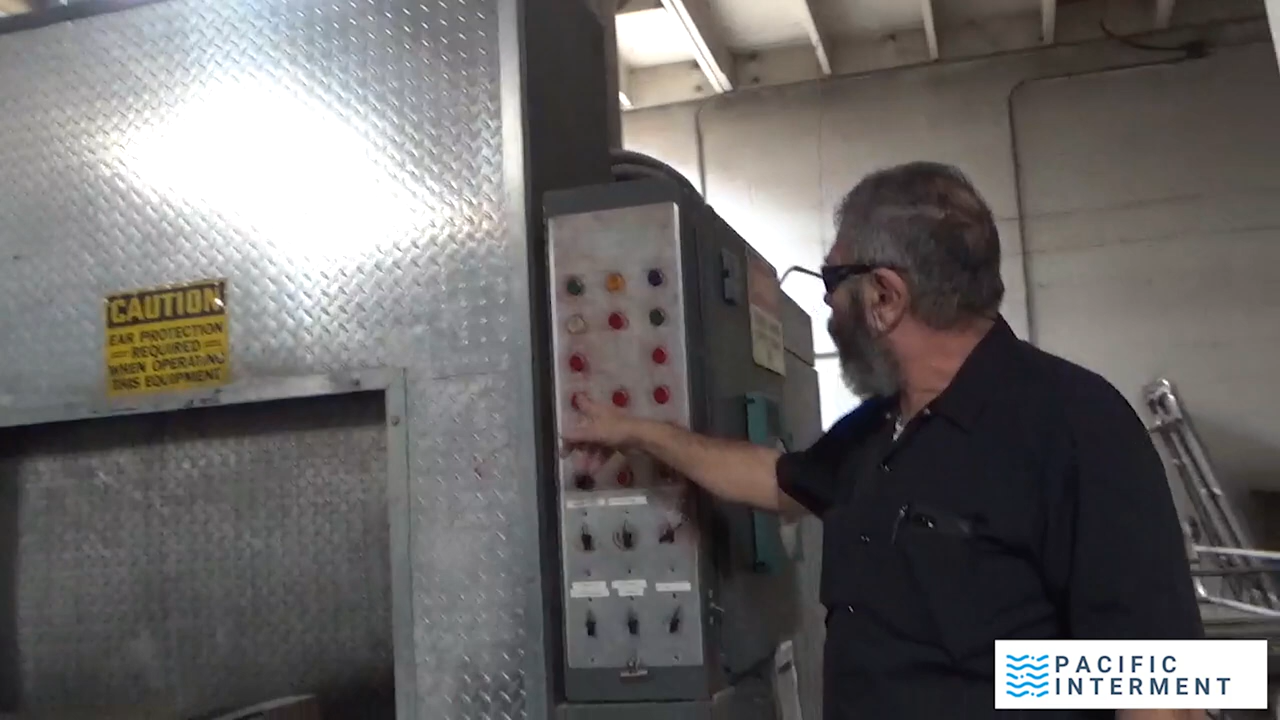 CAUTION
EAR PROTECTION
REQUIRED
WHEN OPERATING
THIS EQUIPMENT
PACIFIC
INTERMENT